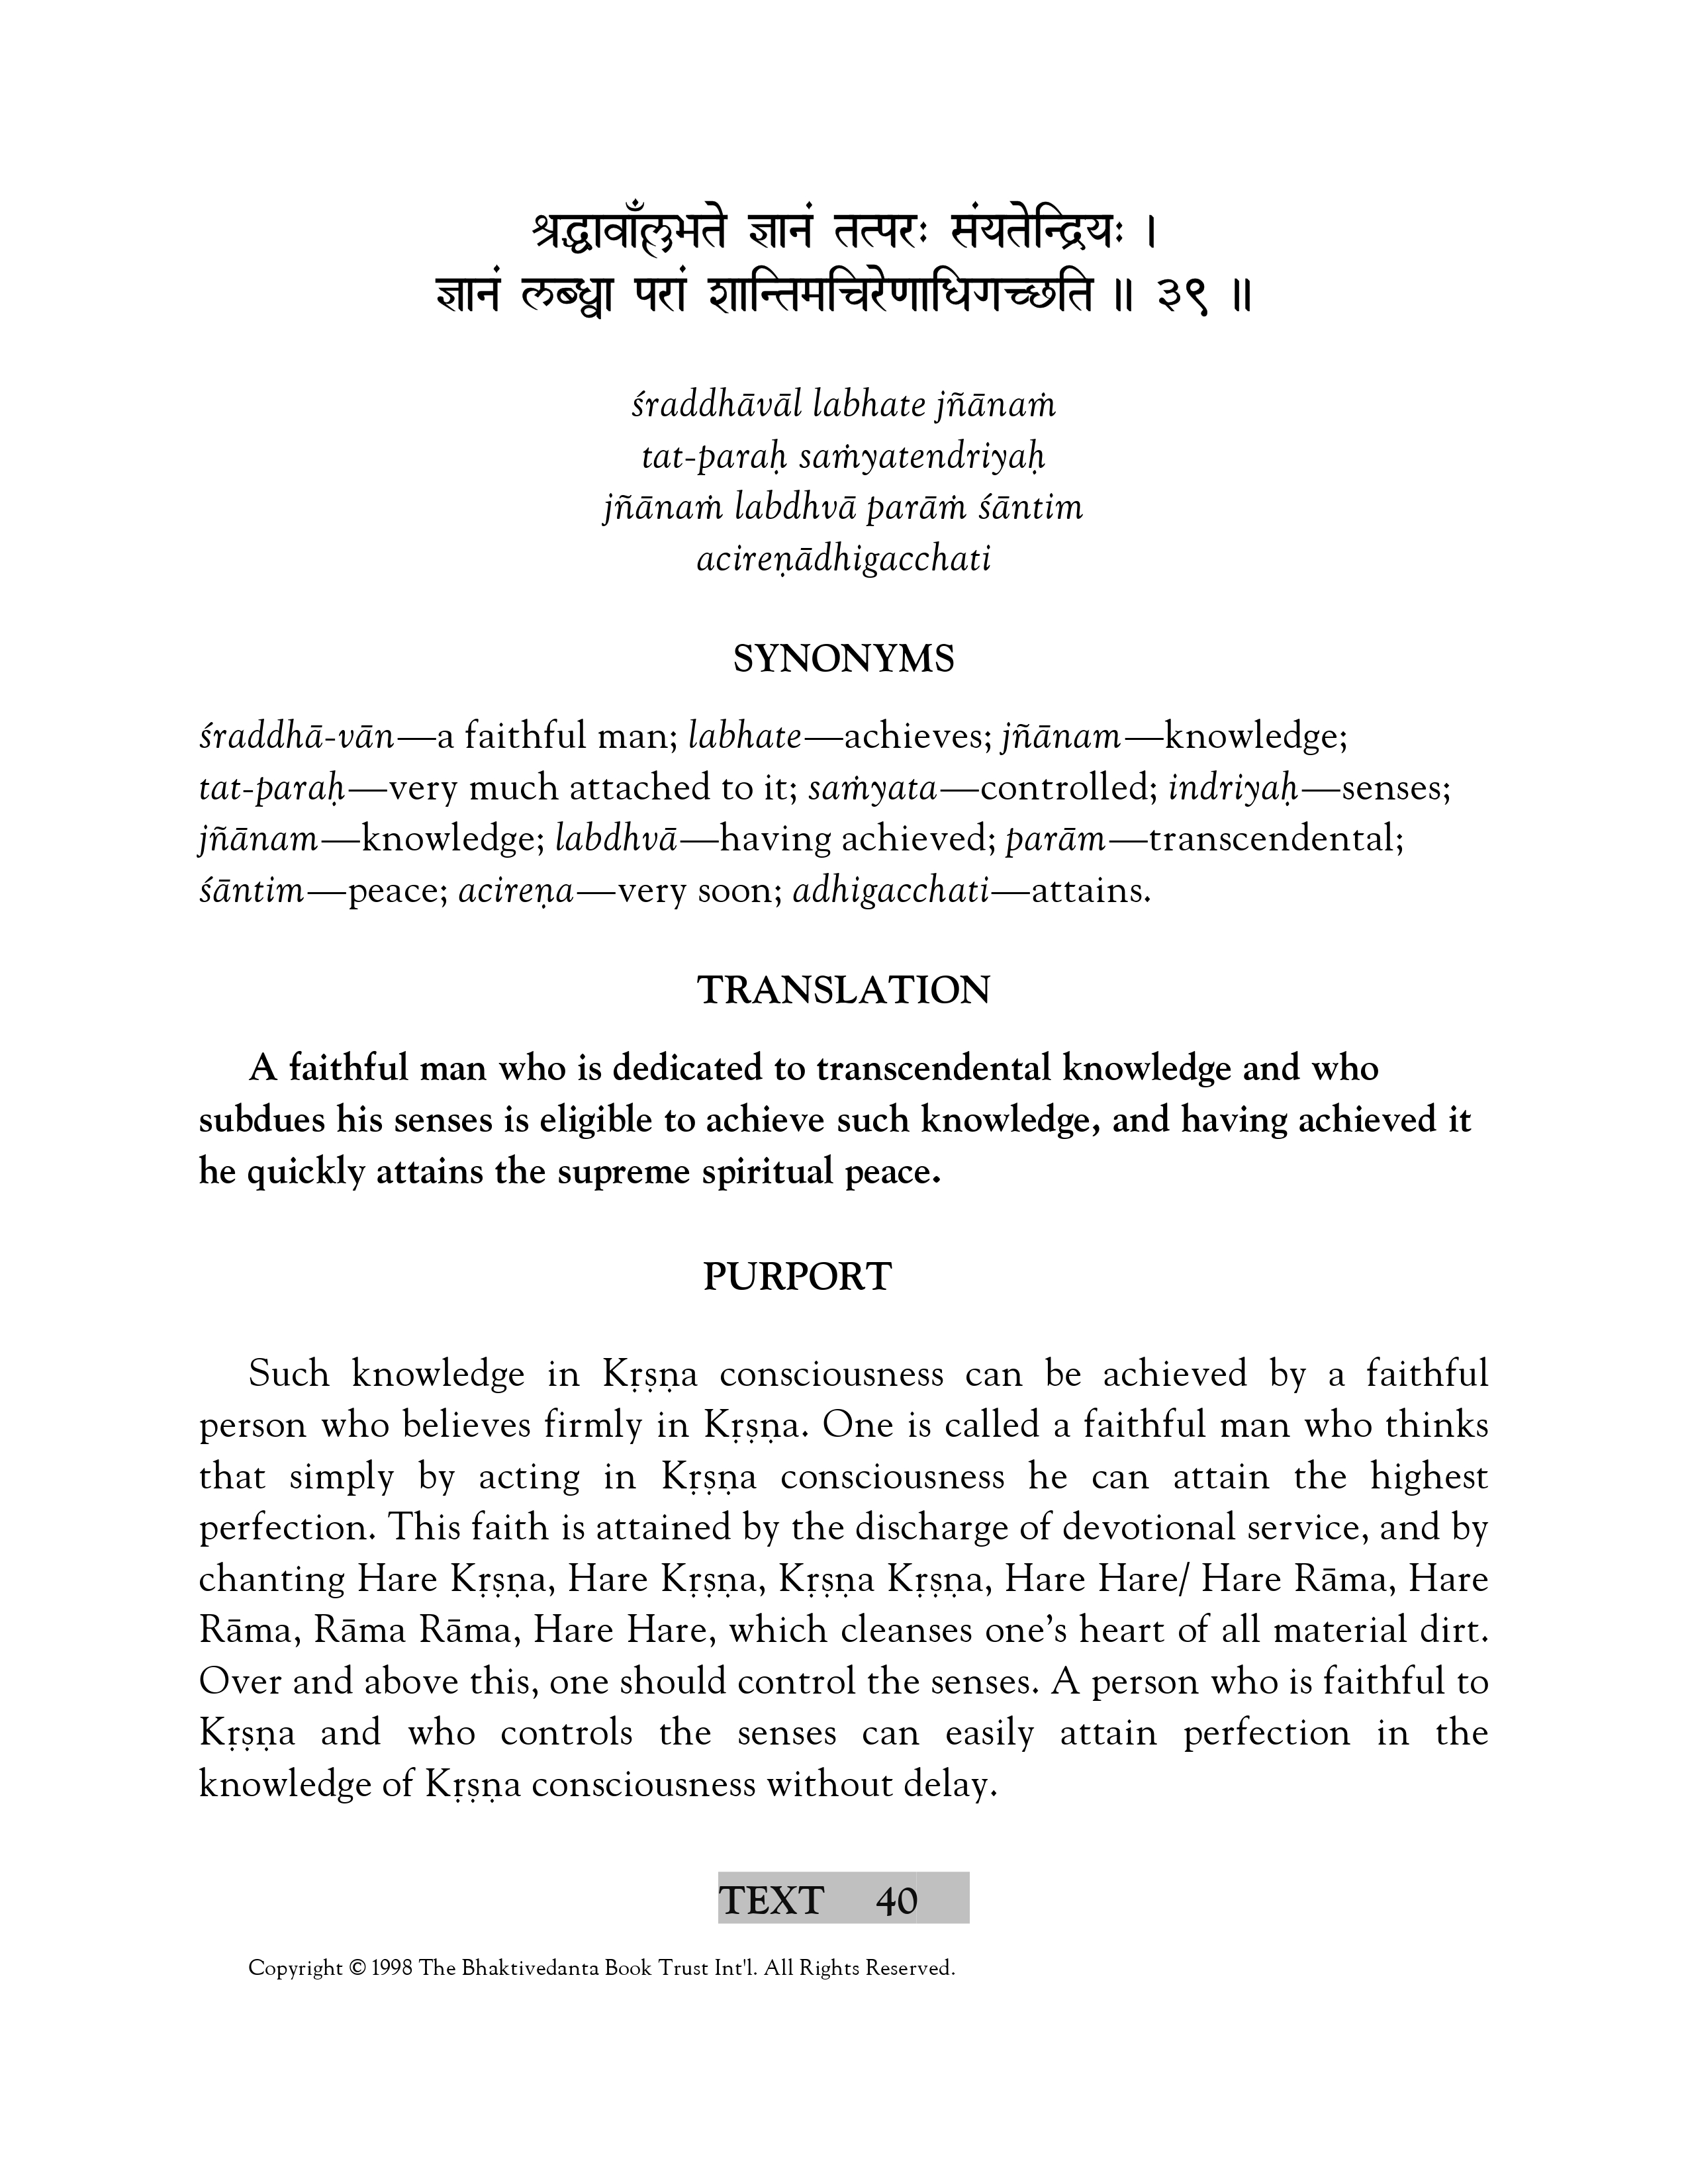 श्रद्धावाँल्लभते ज्ञानं तत्परः संयतेन्द्रियः ।
ज्ञानं लब्ध्वा परां शान्तिमचिरेणाधिगच्छति ॥ ३९ ॥
śraddhāvāl labhate jñānaṁ
tat-paraḥ saṁyatendriyaḥ
jñānaṁ labdhvā parāṁ śāntim
acireṇādhigacchati
SYNONYMS
śraddhā-vān—a faithful man; labhate—achieves; jñānam—knowledge;
tat-paraḥ—very much attached to it; saṁyata—controlled; indriyaḥ—senses;
jñānam—knowledge; labdhvā—having achieved; parām—transcendental;
śāntim—peace; acireṇa—very soon; adhigacchati—attains.
TRANSLATION
A faithful man who is dedicated to transcendental knowledge and who
subdues his senses is eligible to achieve such knowledge, and having achieved it
he quickly attains the supreme spiritual peace.
PURPORT
Such knowledge in Kṛṣṇa consciousness can be achieved by a faithful
person who believes firmly in Kṛṣṇa. One is called a faithful man who thinks
that simply by acting in Kṛṣṇa consciousness he can attain the highest
perfection. This faith is attained by the discharge of devotional service, and by
chanting Hare Kṛṣṇa, Hare Kṛṣṇa, Kṛṣṇa Kṛṣṇa, Hare Hare/ Hare Rāma, Hare
Rāma, Rāma Rāma, Hare Hare, which cleanses one’s heart of all material dirt.
Over and above this, one should control the senses. A person who is faithful to
Kṛṣṇa and who controls the senses can easily attain perfection in the
knowledge of Kṛṣṇa consciousness without delay.
TEXT 40
Copyright © 1998 The Bhaktivedanta Book Trust Int'l. All Rights Reserved.